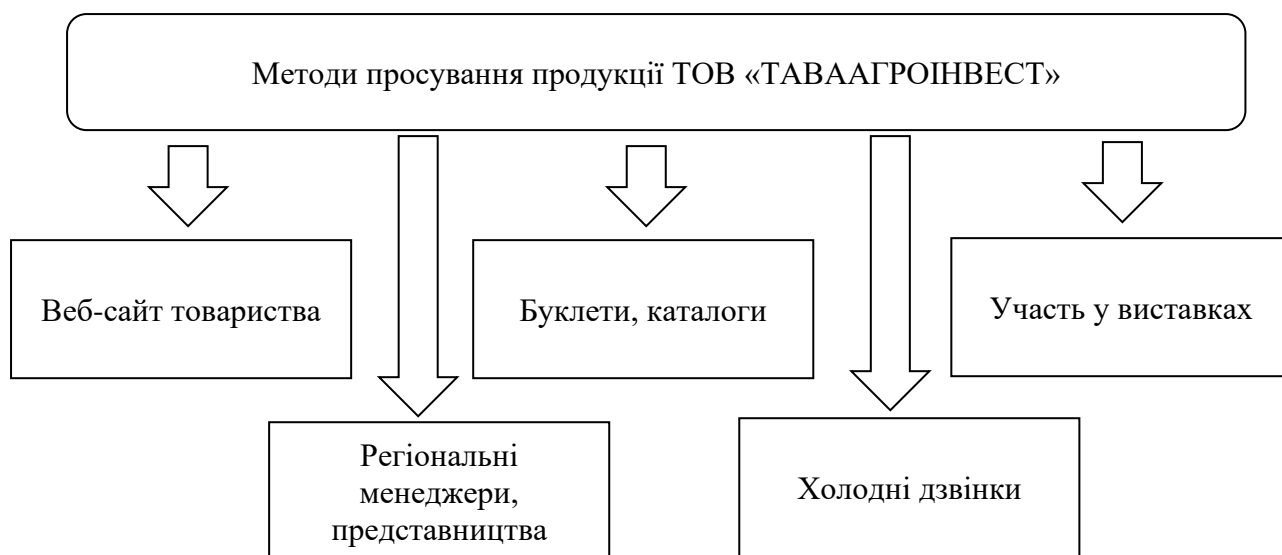 Методи просування продукції ТОВ «ТАВААГРОІНВЕСТ»
Веб-сайт товариства
Буклети, каталоги
Участь у виставках
Регіональні
менеджери,
представництва
Холодні дзвінки